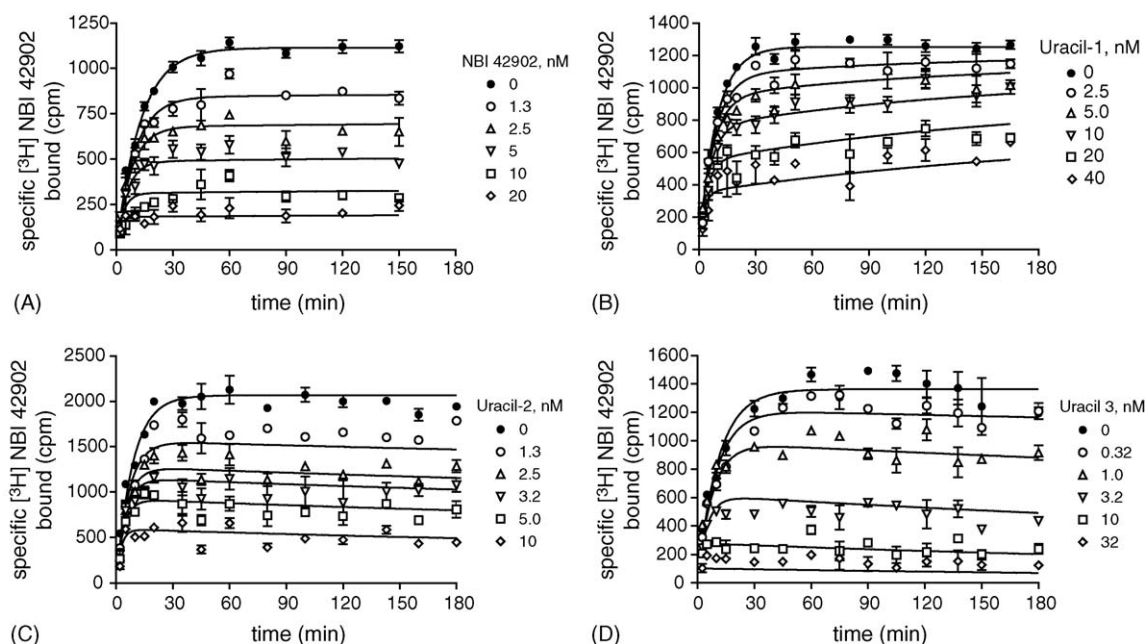 1250
1000
750
500
250
0
specific [³H] NBI 42902
bound (cpm)
0 30 60 90 120 150 180
time (min)
NBI 42902, nM
0
1.3
2.5
5
10
20
(A)
1400
1200
1000
800
600
400
200
0
specific [³H] NBI 42902
bound (cpm)
0 30 60 90 120 150 180
time (min)
Uracil-1, nM
0
2.5
5.0
10
20
40
(B)
2500
2000
1500
1000
500
0
specific [³H] NBI 42902
bound (cpm)
0 30 60 90 120 150 180
time (min)
Uracil-2, nM
0
1.3
2.5
3.2
5.0
10
(C)
1600
1400
1200
1000
800
600
400
200
0
specific [³H] NBI 42902
bound (cpm)
0 30 60 90 120 150 180
time (min)
Uracil 3, nM
0
0.32
1.0
3.2
10
32
(D)